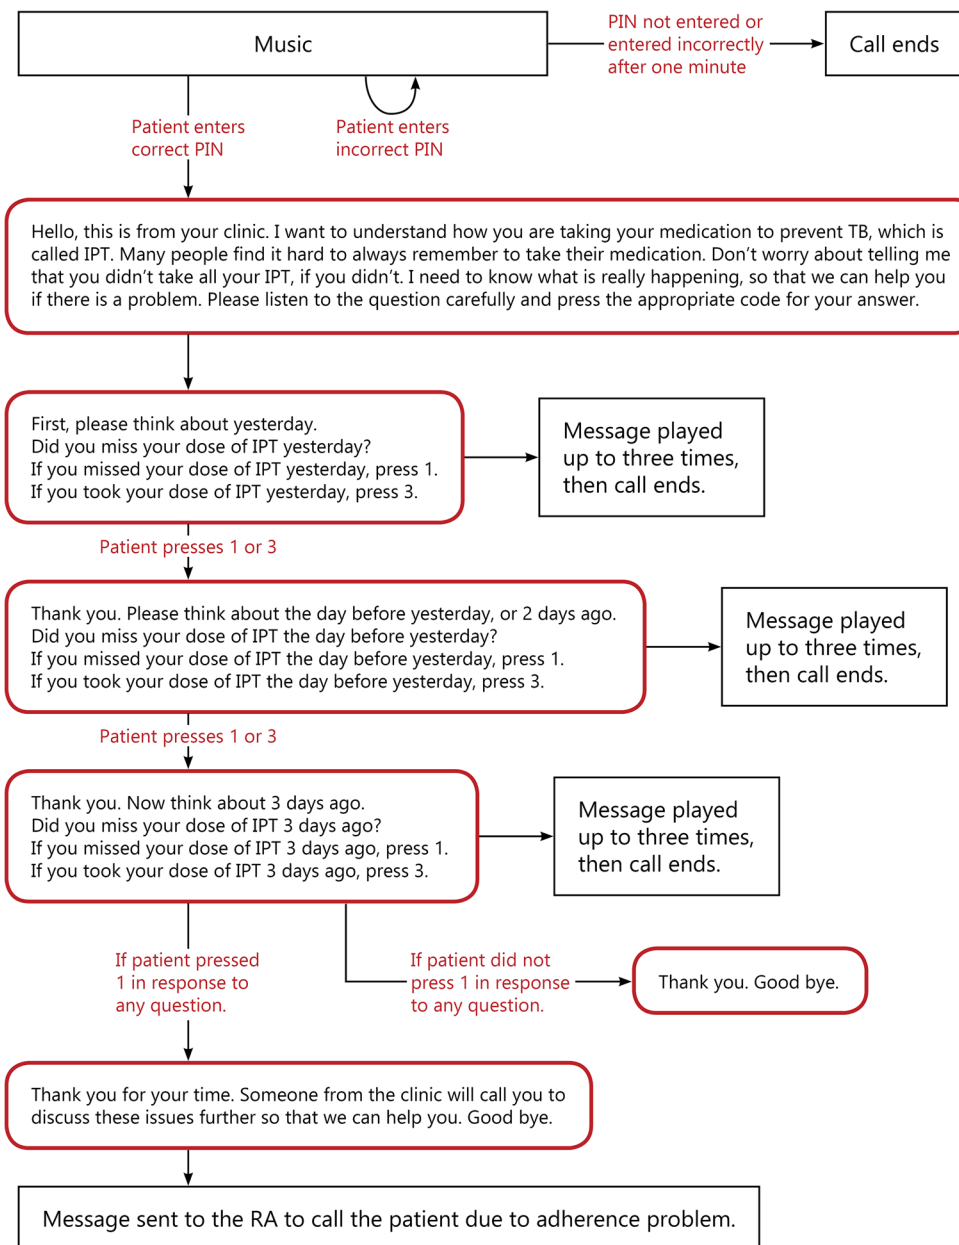 Music
PIN not entered or
entered incorrectly
after one minute
Call ends
Patient enters
correct PIN
Patient enters
incorrect PIN
Hello, this is from your clinic. I want to understand how you are taking your medication to prevent TB, which is
called IPT. Many people find it hard to always remember to take their medication. Don’t worry about telling me
that you didn’t take all your IPT, if you didn’t. I need to know what is really happening, so that we can help you
if there is a problem. Please listen to the question carefully and press the appropriate code for your answer.
First, please think about yesterday.
Did you miss your dose of IPT yesterday?
If you missed your dose of IPT yesterday, press 1.
If you took your dose of IPT yesterday, press 3.
Message played
up to three times,
then call ends.
Patient presses 1 or 3
Thank you. Please think about the day before yesterday, or 2 days ago.
Did you miss your dose of IPT the day before yesterday?
If you missed your dose of IPT the day before yesterday, press 1.
If you took your dose of IPT the day before yesterday, press 3.
Message played
up to three times,
then call ends.
Patient presses 1 or 3
Thank you. Now think about 3 days ago.
Did you miss your dose of IPT 3 days ago?
If you missed your dose of IPT 3 days ago, press 1.
If you took your dose of IPT 3 days ago, press 3.
Message played
up to three times,
then call ends.
If patient pressed
1 in response to
any question.
If patient did not
press 1 in response
to any question.
Thank you. Good bye.
Thank you for your time. Someone from the clinic will call you to
discuss these issues further so that we can help you. Good bye.
Message sent to the RA to call the patient due to adherence problem.